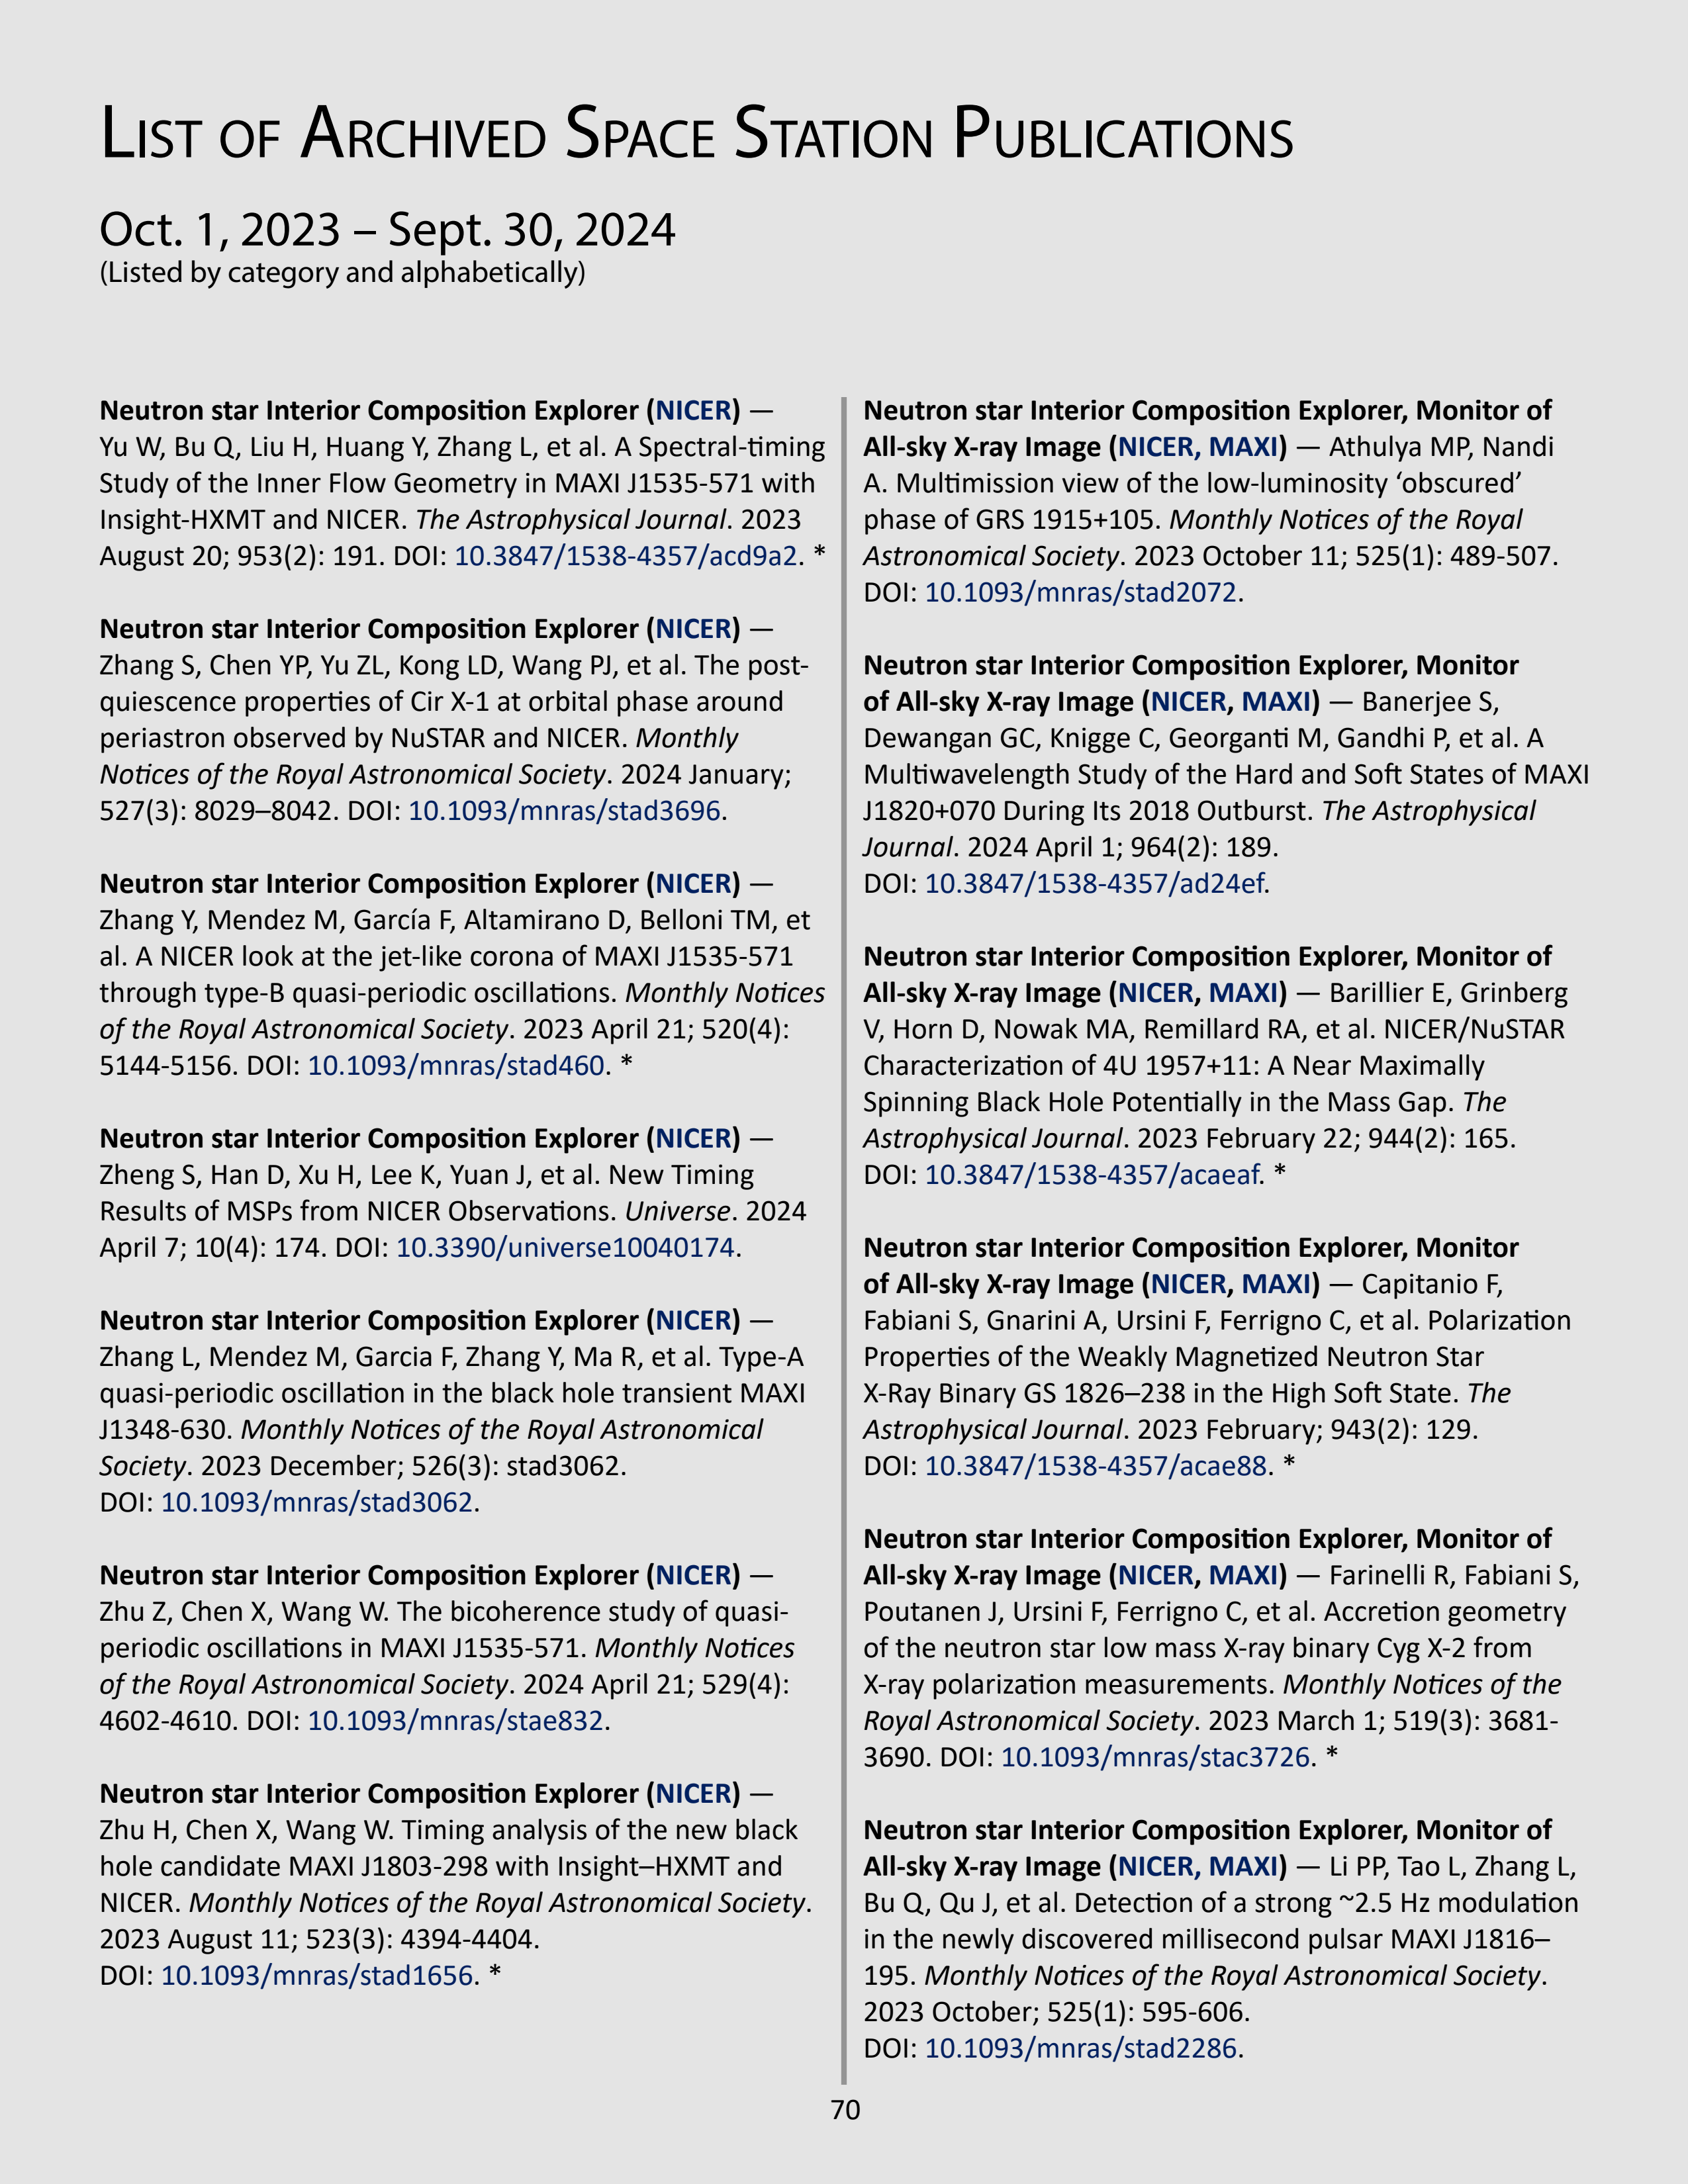 List of Archived Space Station Publications
Oct. 1, 2023 – Sept. 30, 2024
(Listed by category and alphabetically)
Neutron star Interior Composition Explorer (NICER) —
Yu W, Bu Q, Liu H, Huang Y, Zhang L, et al. A Spectral-timing
Study of the Inner Flow Geometry in MAXI J1535-571 with
Insight-HXMT and NICER. The Astrophysical Journal. 2023
August 20; 953(2): 191. DOI: 10.3847/1538-4357/acd9a2. *
Neutron star Interior Composition Explorer (NICER) —
Zhang S, Chen YP, Yu ZL, Kong LD, Wang PJ, et al. The post-
quiescence properties of Cir X-1 at orbital phase around
periastron observed by NuSTAR and NICER. Monthly
Notices of the Royal Astronomical Society. 2024 January;
527(3): 8029–8042. DOI: 10.1093/mnras/stad3696.
Neutron star Interior Composition Explorer (NICER) —
Zhang Y, Mendez M, García F, Altamirano D, Belloni TM, et
al. A NICER look at the jet-like corona of MAXI J1535-571
through type-B quasi-periodic oscillations. Monthly Notices
of the Royal Astronomical Society. 2023 April 21; 520(4):
5144-5156. DOI: 10.1093/mnras/stad460. *
Neutron star Interior Composition Explorer (NICER) —
Zheng S, Han D, Xu H, Lee K, Yuan J, et al. New Timing
Results of MSPs from NICER Observations. Universe. 2024
April 7; 10(4): 174. DOI: 10.3390/universe10040174.
Neutron star Interior Composition Explorer (NICER) —
Zhang L, Mendez M, Garcia F, Zhang Y, Ma R, et al. Type-A
quasi-periodic oscillation in the black hole transient MAXI
J1348-630. Monthly Notices of the Royal Astronomical
Society. 2023 December; 526(3): stad3062.
DOI: 10.1093/mnras/stad3062.
Neutron star Interior Composition Explorer (NICER) —
Zhu Z, Chen X, Wang W. The bicoherence study of quasi-
periodic oscillations in MAXI J1535-571. Monthly Notices
of the Royal Astronomical Society. 2024 April 21; 529(4):
4602-4610. DOI: 10.1093/mnras/stae832.
Neutron star Interior Composition Explorer (NICER) —
Zhu H, Chen X, Wang W. Timing analysis of the new black
hole candidate MAXI J1803-298 with Insight–HXMT and
NICER. Monthly Notices of the Royal Astronomical Society.
2023 August 11; 523(3): 4394-4404.
DOI: 10.1093/mnras/stad1656. *
Neutron star Interior Composition Explorer, Monitor of
All-sky X-ray Image (NICER, MAXI) — Athulya MP, Nandi
A. Multimission view of the low-luminosity ‘obscured’
phase of GRS 1915+105. Monthly Notices of the Royal
Astronomical Society. 2023 October 11; 525(1): 489-507.
DOI: 10.1093/mnras/stad2072.
Neutron star Interior Composition Explorer, Monitor
of All-sky X-ray Image (NICER, MAXI) — Banerjee S,
Dewangan GC, Knigge C, Georganti M, Gandhi P, et al. A
Multiwavelength Study of the Hard and Soft States of MAXI
J1820+070 During Its 2018 Outburst. The Astrophysical
Journal. 2024 April 1; 964(2): 189.
DOI: 10.3847/1538-4357/ad24ef.
Neutron star Interior Composition Explorer, Monitor of
All-sky X-ray Image (NICER, MAXI) — Barillier E, Grinberg
V, Horn D, Nowak MA, Remillard RA, et al. NICER/NuSTAR
Characterization of 4U 1957+11: A Near Maximally
Spinning Black Hole Potentially in the Mass Gap. The
Astrophysical Journal. 2023 February 22; 944(2): 165.
DOI: 10.3847/1538-4357/acaeaf. *
Neutron star Interior Composition Explorer, Monitor
of All-sky X-ray Image (NICER, MAXI) — Capitanio F,
Fabiani S, Gnarini A, Ursini F, Ferrigno C, et al. Polarization
Properties of the Weakly Magnetized Neutron Star
X-Ray Binary GS 1826–238 in the High Soft State. The
Astrophysical Journal. 2023 February; 943(2): 129.
DOI: 10.3847/1538-4357/acae88. *
Neutron star Interior Composition Explorer, Monitor of
All-sky X-ray Image (NICER, MAXI) — Farinelli R, Fabiani S,
Poutanen J, Ursini F, Ferrigno C, et al. Accretion geometry
of the neutron star low mass X-ray binary Cyg X-2 from
X-ray polarization measurements. Monthly Notices of the
Royal Astronomical Society. 2023 March 1; 519(3): 3681-
3690. DOI: 10.1093/mnras/stac3726. *
Neutron star Interior Composition Explorer, Monitor of
All-sky X-ray Image (NICER, MAXI) — Li PP, Tao L, Zhang L,
Bu Q, Qu J, et al. Detection of a strong ~2.5 Hz modulation
in the newly discovered millisecond pulsar MAXI J1816–
195. Monthly Notices of the Royal Astronomical Society.
2023 October; 525(1): 595-606.
DOI: 10.1093/mnras/stad2286.
70